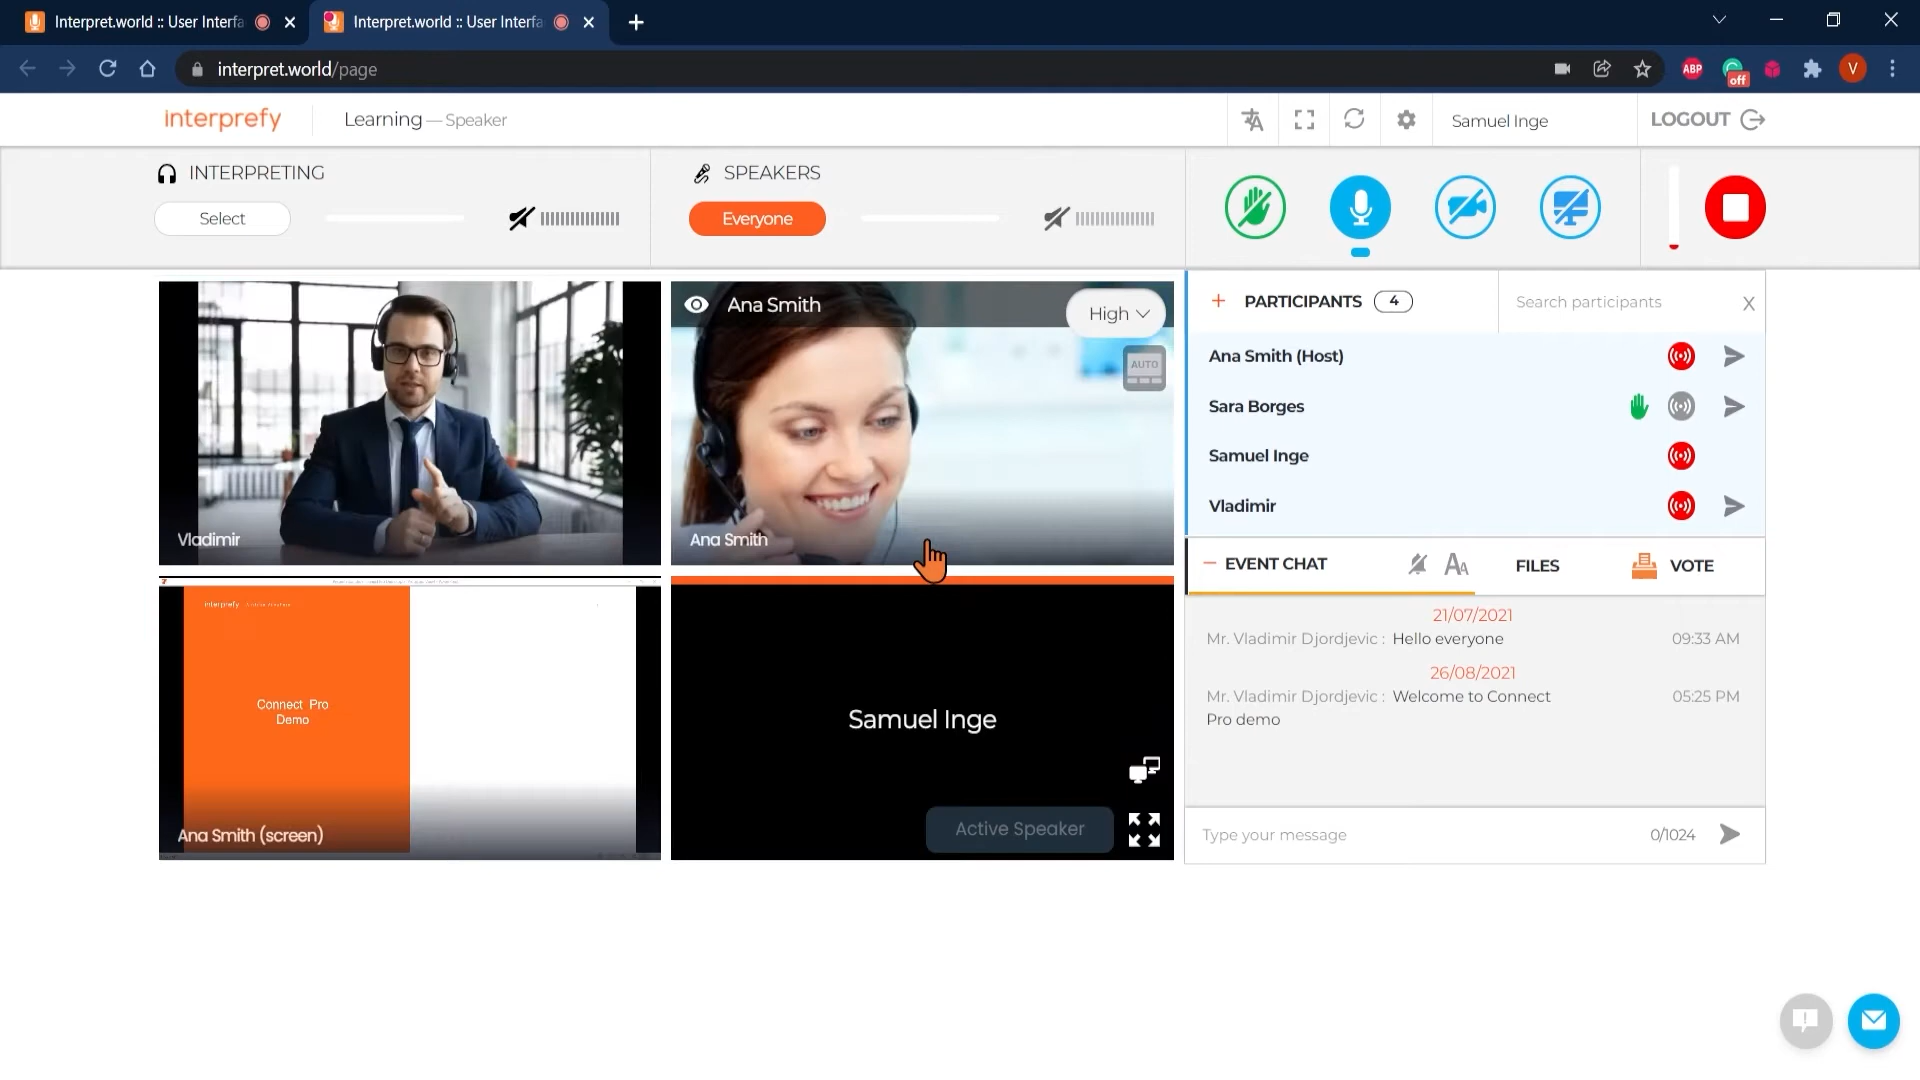 Interpret.world :: User Interfa
Interpret.world :: User Interfa
interpret.world/page
ABP
off
V
interprefy
Learning — Speaker
Samuel Inge
LOGOUT
INTERPRETING
Select
SPEAKERS
Everyone
Vladimir
Ana Smith
High
AUTO
Ana Smith
interprefy
Connect Pro
Demo
Ana Smith (screen)
Samuel Inge
Active Speaker
+ PARTICIPANTS 4
Search participants X
Ana Smith (Host)
Sara Borges
Samuel Inge
Vladimir
EVENT CHAT
AA
FILES
VOTE
21/07/2021
Mr. Vladimir Djordjevic : Hello everyone 09:33 AM
26/08/2021
Mr. Vladimir Djordjevic : Welcome to Connect 05:25 PM
Pro demo
Type your message 0/1024